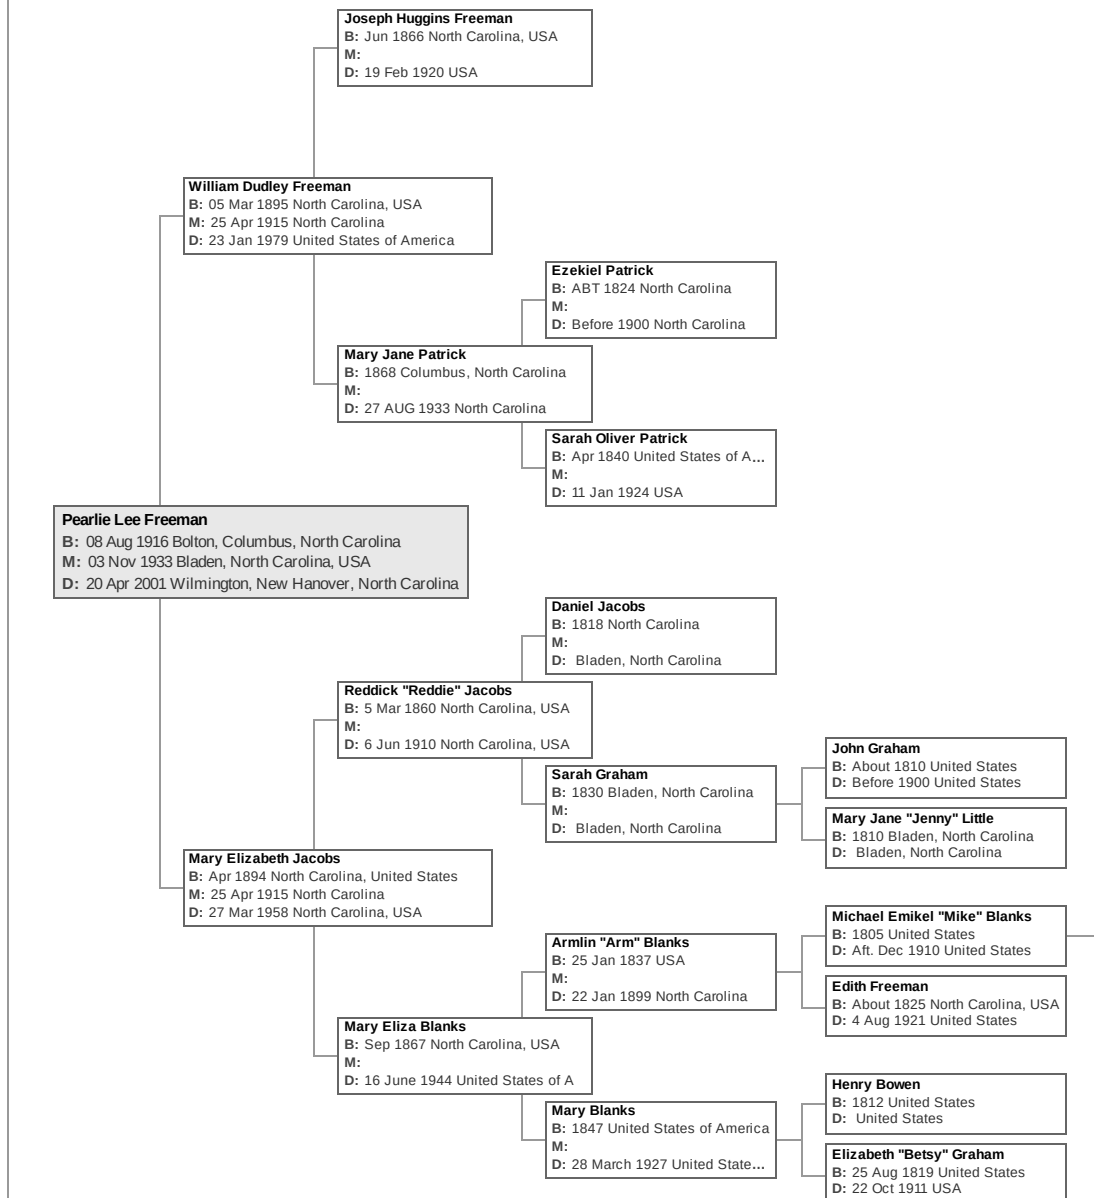 Joseph Huggins Freeman
B: Jun 1866 North Carolina, USA
M:
D: 19 Feb 1920 USA
William Dudley Freeman
B: 05 Mar 1895 North Carolina, USA
M: 25 Apr 1915 North Carolina
D: 23 Jan 1979 United States of America
Ezekiel Patrick
B: ABT 1824 North Carolina
M:
D: Before 1900 North Carolina
Mary Jane Patrick
B: 1868 Columbus, North Carolina
M:
D: 27 AUG 1933 North Carolina
Sarah Oliver Patrick
B: Apr 1840 United States of A...
M:
D: 11 Jan 1924 USA
Pearlie Lee Freeman
B: 08 Aug 1916 Bolton, Columbus, North Carolina
M: 03 Nov 1933 Bladen, North Carolina, USA
D: 20 Apr 2001 Wilmington, New Hanover, North Carolina
Daniel Jacobs
B: 1818 North Carolina
M:
D: Bladen, North Carolina
Reddick "Reddie" Jacobs
B: 5 Mar 1860 North Carolina, USA
M:
D: 6 Jun 1910 North Carolina, USA
Sarah Graham
B: 1830 Bladen, North Carolina
M:
D: Bladen, North Carolina
John Graham
B: About 1810 United States
D: Before 1900 United States
Mary Jane "Jenny" Little
B: 1810 Bladen, North Carolina
D: Bladen, North Carolina
Mary Elizabeth Jacobs
B: Apr 1894 North Carolina, United States
M: 25 Apr 1915 North Carolina
D: 27 Mar 1958 North Carolina, USA
Michael Emikel "Mike" Blanks
B: 1805 United States
D: Aft. Dec 1910 United States
Armlin "Arm" Blanks
B: 25 Jan 1837 USA
M:
D: 22 Jan 1899 North Carolina
Edith Freeman
B: About 1825 North Carolina, USA
D: 4 Aug 1921 United States
Mary Eliza Blanks
B: Sep 1867 North Carolina, USA
M:
D: 16 June 1944 United States of A
Henry Bowen
B: 1812 United States
D: United States
Mary Blanks
B: 1847 United States of America
M:
D: 28 March 1927 United State...
Elizabeth "Betsy" Graham
B: 25 Aug 1819 United States
D: 22 Oct 1911 USA